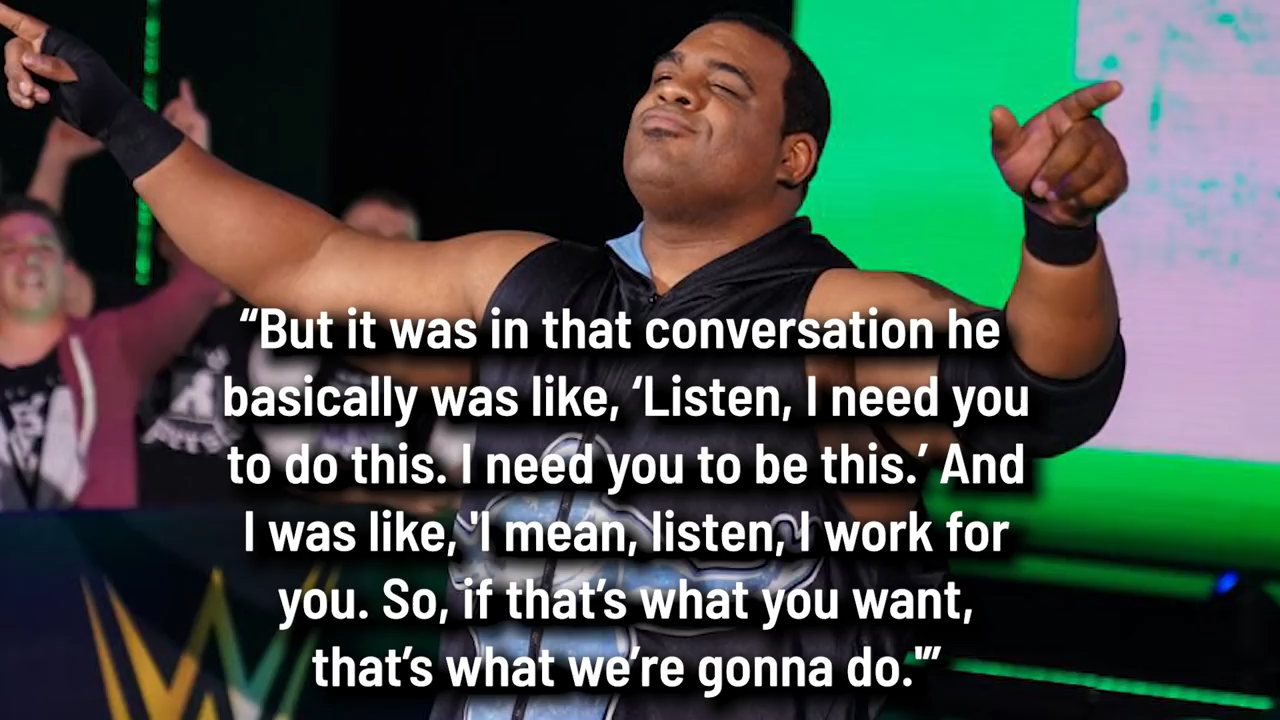 “But it was in that conversation he
basically was like, ‘Listen, I need you
to do this. I need you to be this.’ And
I was like, 'I mean, listen, I work for
you. So, if that’s what you want,
that’s what we’re gonna do.'”